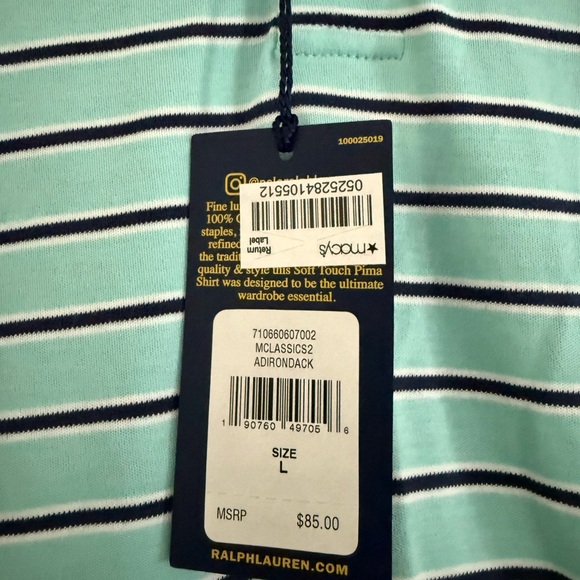 100025019
Fine lu
100% C
staples,
refined
the tradit
quality & style this Soft Touch Pima
Shirt was designed to be the ultimate
wardrobe essential.
0525284105512
Return
Label
★macy's
710660607002
MCLASSICS2
ADIRONDACK
1 90760 49705 6
SIZE
L
MSRP $85.00
RALPHLAUREN.COM